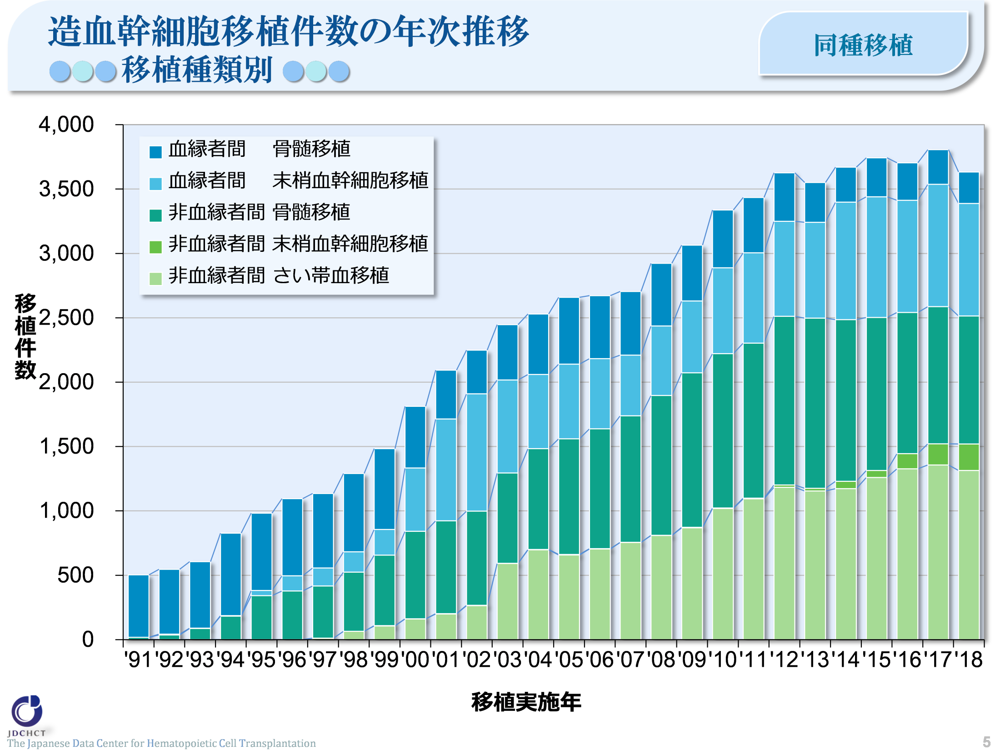 造血幹細胞移植件数の年次推移
移植種類別
同種移植
4,000
3,500
3,000
2,500
2,000
1,500
1,000
500
0
移植件数
血縁者間 骨髄移植
血縁者間 末梢血幹細胞移植
非血縁者間 骨髄移植
非血縁者間 末梢血幹細胞移植
非血縁者間 さい帯血移植
'91 '92 '93 '94 '95 '96 '97 '98 '99 '00 '01 '02 '03 '04 '05 '06 '07 '08 '09 '10 '11 '12 '13 '14 '15 '16 '17 '18
移植実施年
JDCHCT
The Japanese Data Center for Hematopoietic Cell Transplantation
5